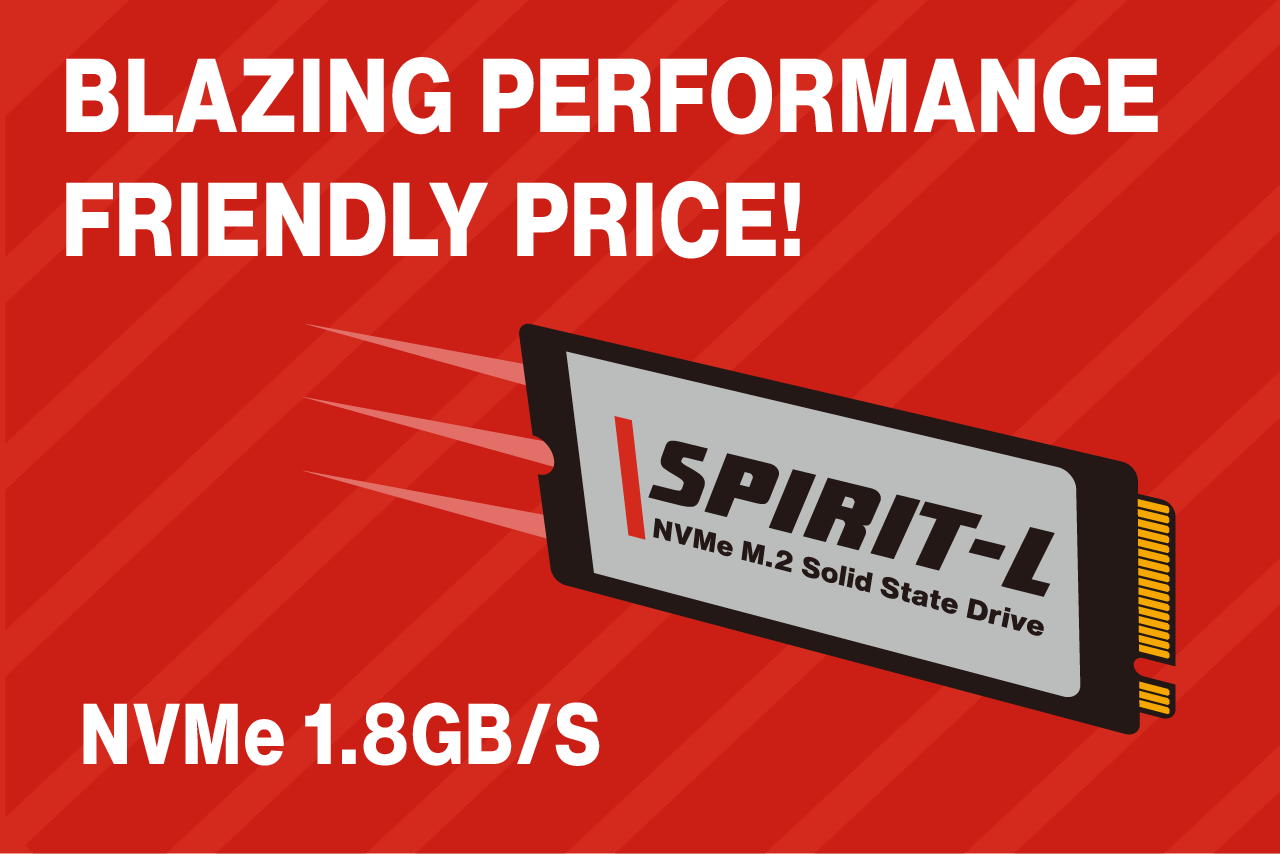 BLAZING PERFORMANCE
FRIENDLY PRICE!
SPIRIT-L
NVMe M.2 Solid State Drive
NVMe 1.8GB/S